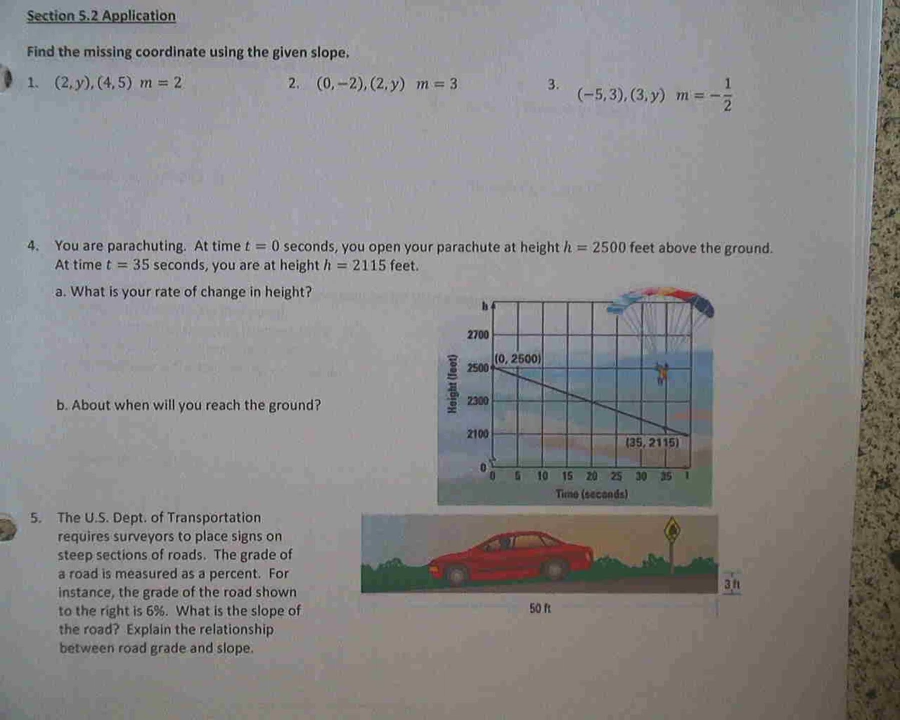 Section 5.2 Application
Find the missing coordinate using the given slope.
1. (2, y), (4, 5) m = 2
2. (0, −2), (2, y) m = 3
3. (−5, 3), (3, y) m = −1/2
4. You are parachuting. At time t = 0 seconds, you open your parachute at height h = 2500 feet above the ground.
At time t = 35 seconds, you are at height h = 2115 feet.
a. What is your rate of change in height?
h
2700
(0, 2500)
2500
Height (feet)
2300
b. About when will you reach the ground?
2100
(35, 2115)
0
0 5 10 15 20 25 30 35 t
Time (seconds)
5. The U.S. Dept. of Transportation
requires surveyors to place signs on
steep sections of roads. The grade of
a road is measured as a percent. For
instance, the grade of the road shown
to the right is 6%. What is the slope of
the road? Explain the relationship
between road grade and slope.
3 ft
50 ft